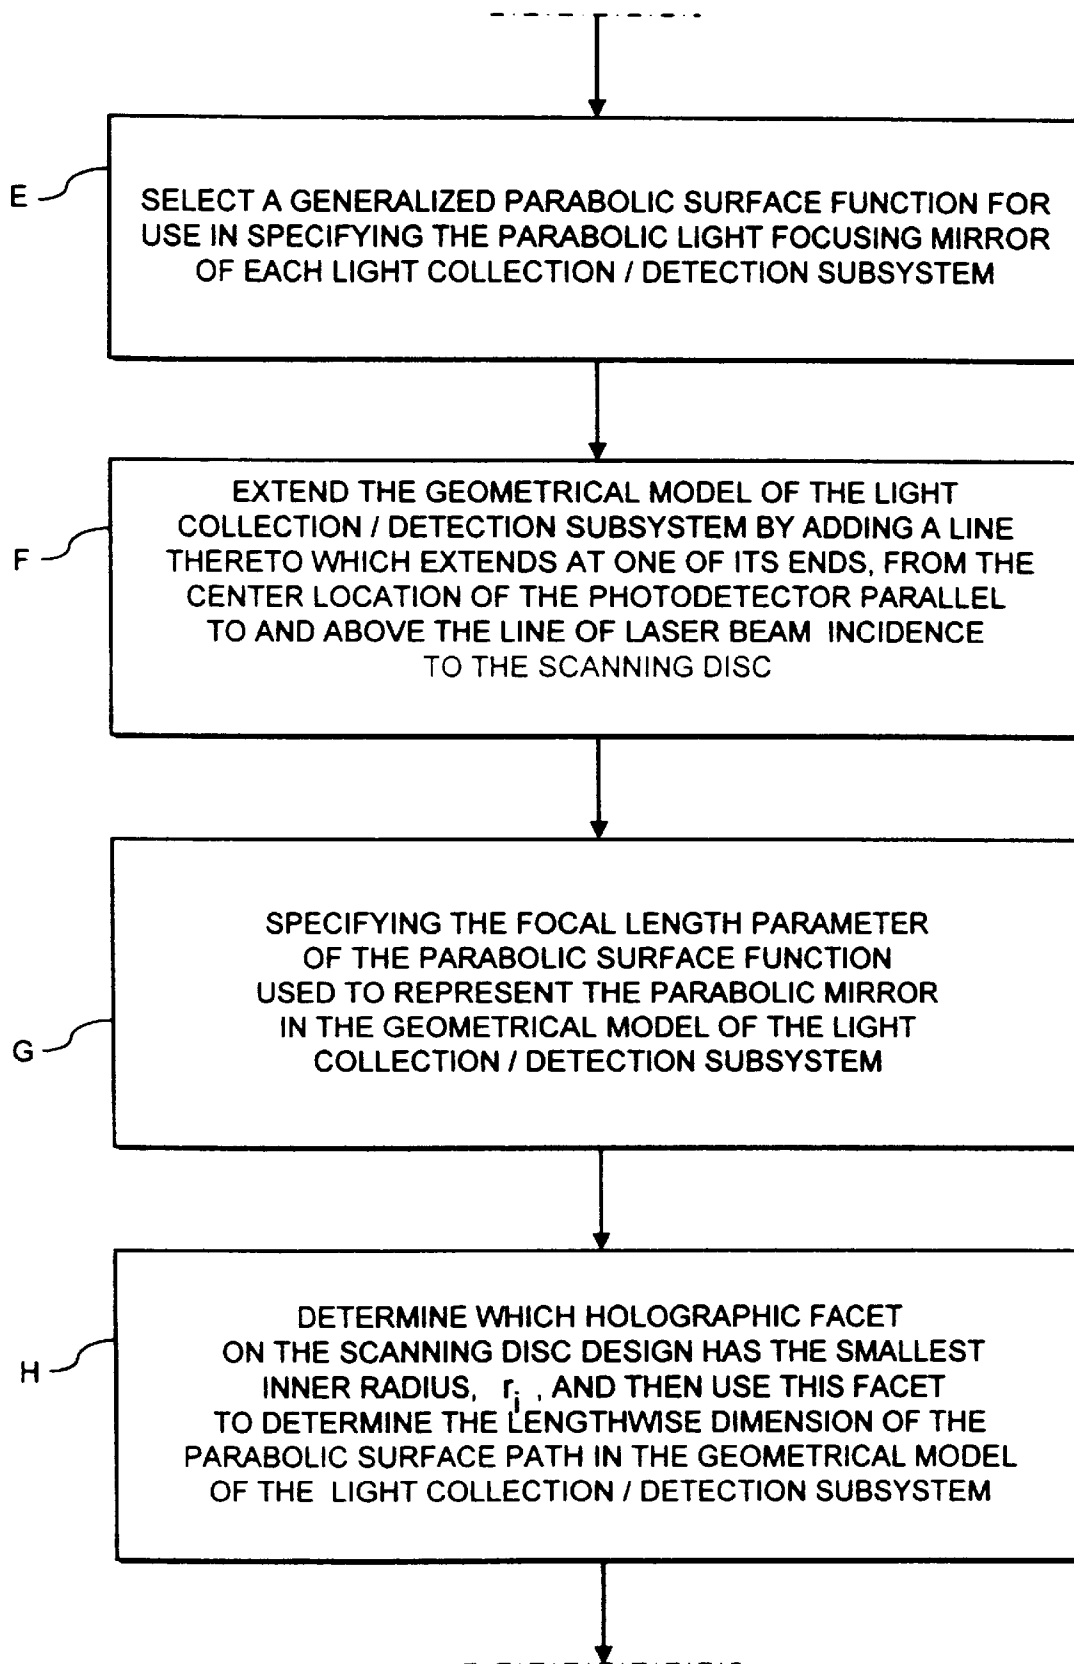 E
SELECT A GENERALIZED PARABOLIC SURFACE FUNCTION FOR
USE IN SPECIFYING THE PARABOLIC LIGHT FOCUSING MIRROR
OF EACH LIGHT COLLECTION / DETECTION SUBSYSTEM
F
EXTEND THE GEOMETRICAL MODEL OF THE LIGHT
COLLECTION / DETECTION SUBSYSTEM BY ADDING A LINE
THERETO WHICH EXTENDS AT ONE OF ITS ENDS, FROM THE
CENTER LOCATION OF THE PHOTODETECTOR PARALLEL
TO AND ABOVE THE LINE OF LASER BEAM INCIDENCE
TO THE SCANNING DISC
G
SPECIFYING THE FOCAL LENGTH PARAMETER
OF THE PARABOLIC SURFACE FUNCTION
USED TO REPRESENT THE PARABOLIC MIRROR
IN THE GEOMETRICAL MODEL OF THE LIGHT
COLLECTION / DETECTION SUBSYSTEM
H
DETERMINE WHICH HOLOGRAPHIC FACET
ON THE SCANNING DISC DESIGN HAS THE SMALLEST
INNER RADIUS, r_i , AND THEN USE THIS FACET
TO DETERMINE THE LENGTHWISE DIMENSION OF THE
PARABOLIC SURFACE PATH IN THE GEOMETRICAL MODEL
OF THE LIGHT COLLECTION / DETECTION SUBSYSTEM